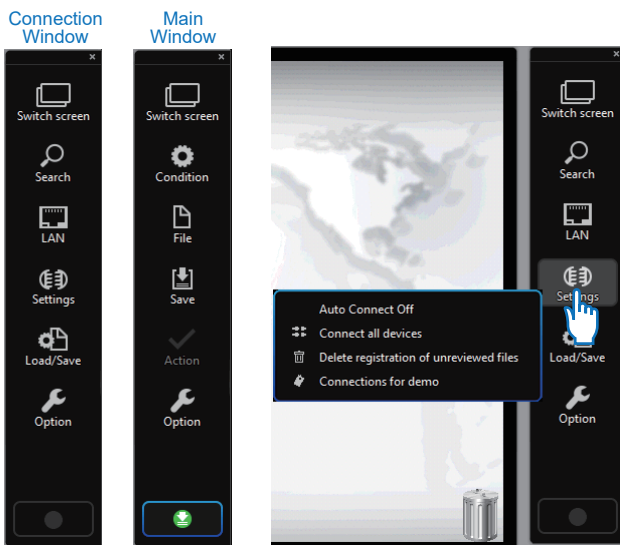 Connection
Window
Switch screen
Search
LAN
Settings
Load/Save
Option
Main
Window
Switch screen
Condition
File
Save
Action
Option
Auto Connect Off
Connect all devices
Delete registration of unreviewed files
Connections for demo
Switch screen
Search
LAN
Settings
Load/Save
Option